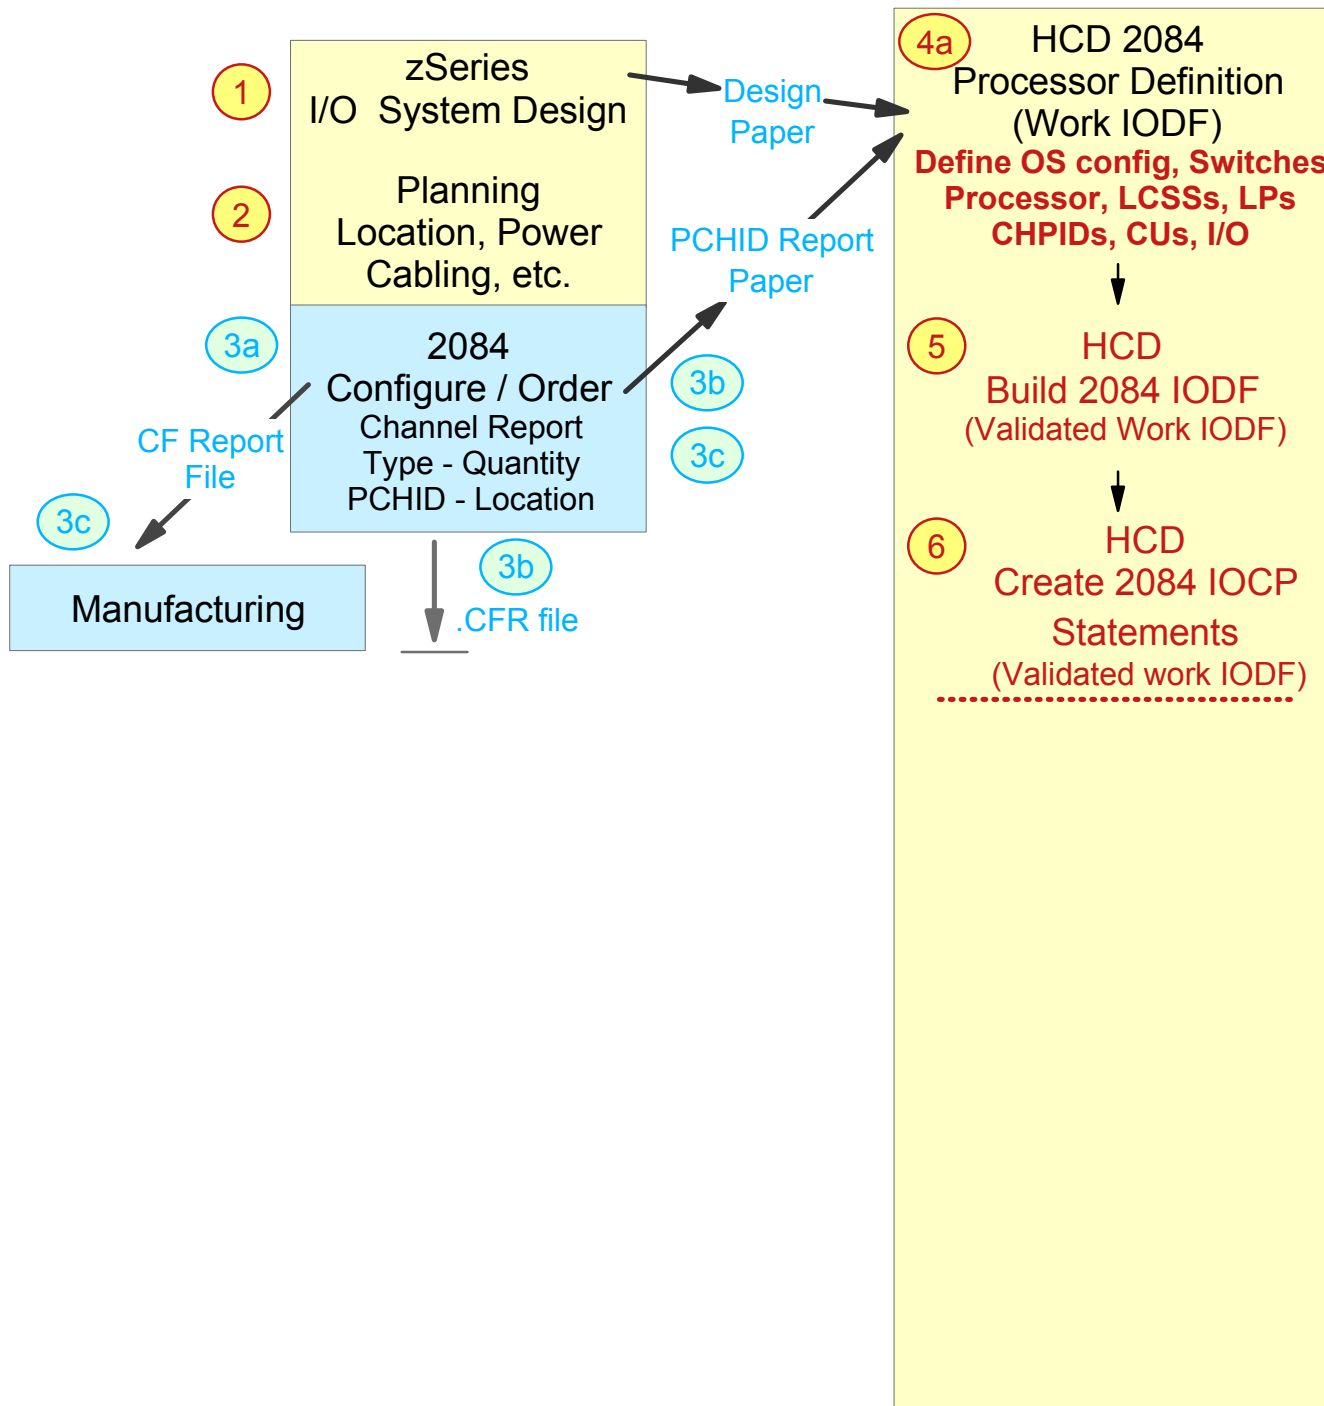 1
zSeries
I/O System Design
2
Planning
Location, Power
Cabling, etc.
3a
2084
Configure / Order
Channel Report
Type - Quantity
PCHID - Location
CF Report
File
3c
Manufacturing
3b
.CFR file
Design
Paper
PCHID Report
Paper
3b
3c
4a
HCD 2084
Processor Definition
(Work IODF)
Define OS config, Switches
Processor, LCSSs, LPs
CHPIDs, CUs, I/O
5
HCD
Build 2084 IODF
(Validated Work IODF)
6
HCD
Create 2084 IOCP
Statements
(Validated work IODF)